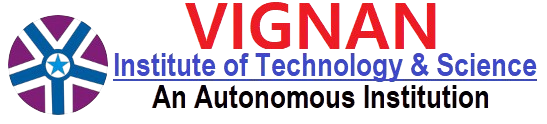 VIGNAN
Institute of Technology & Science
An Autonomous Institution